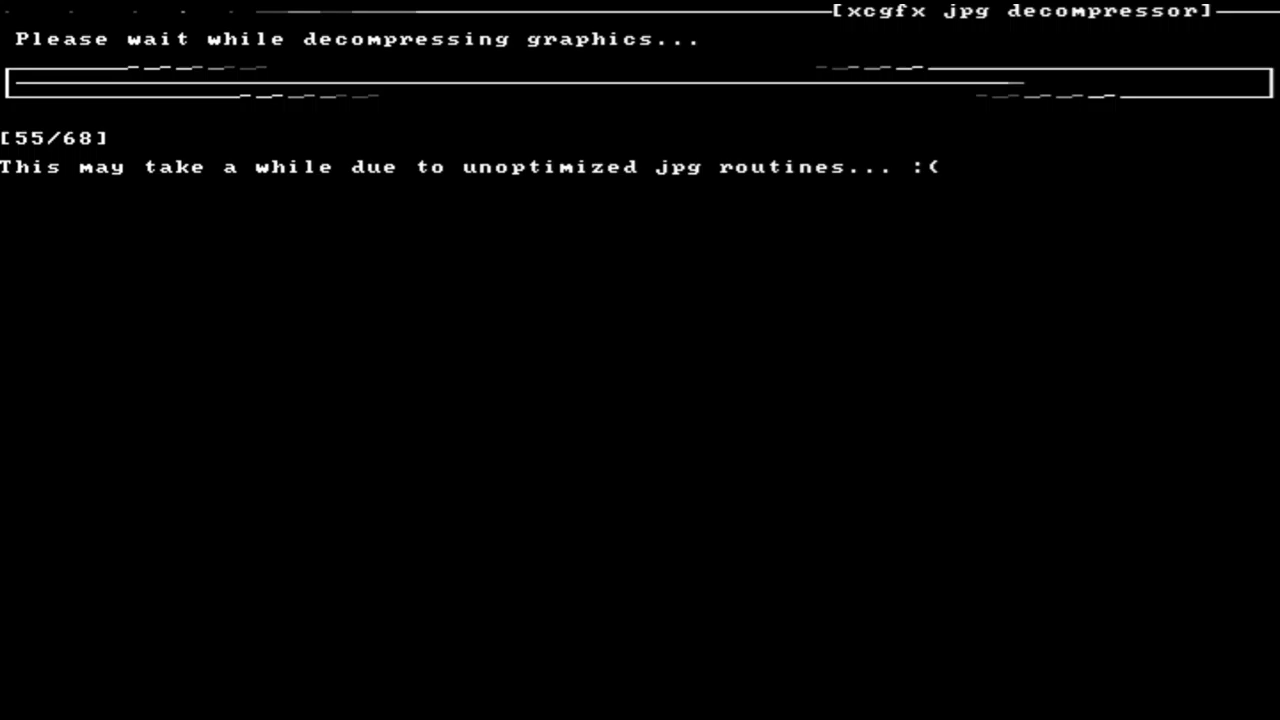 [xcgfx jpg decompressor]
Please wait while decompressing graphics...
[55/68]
This may take a while due to unoptimized jpg routines... :(